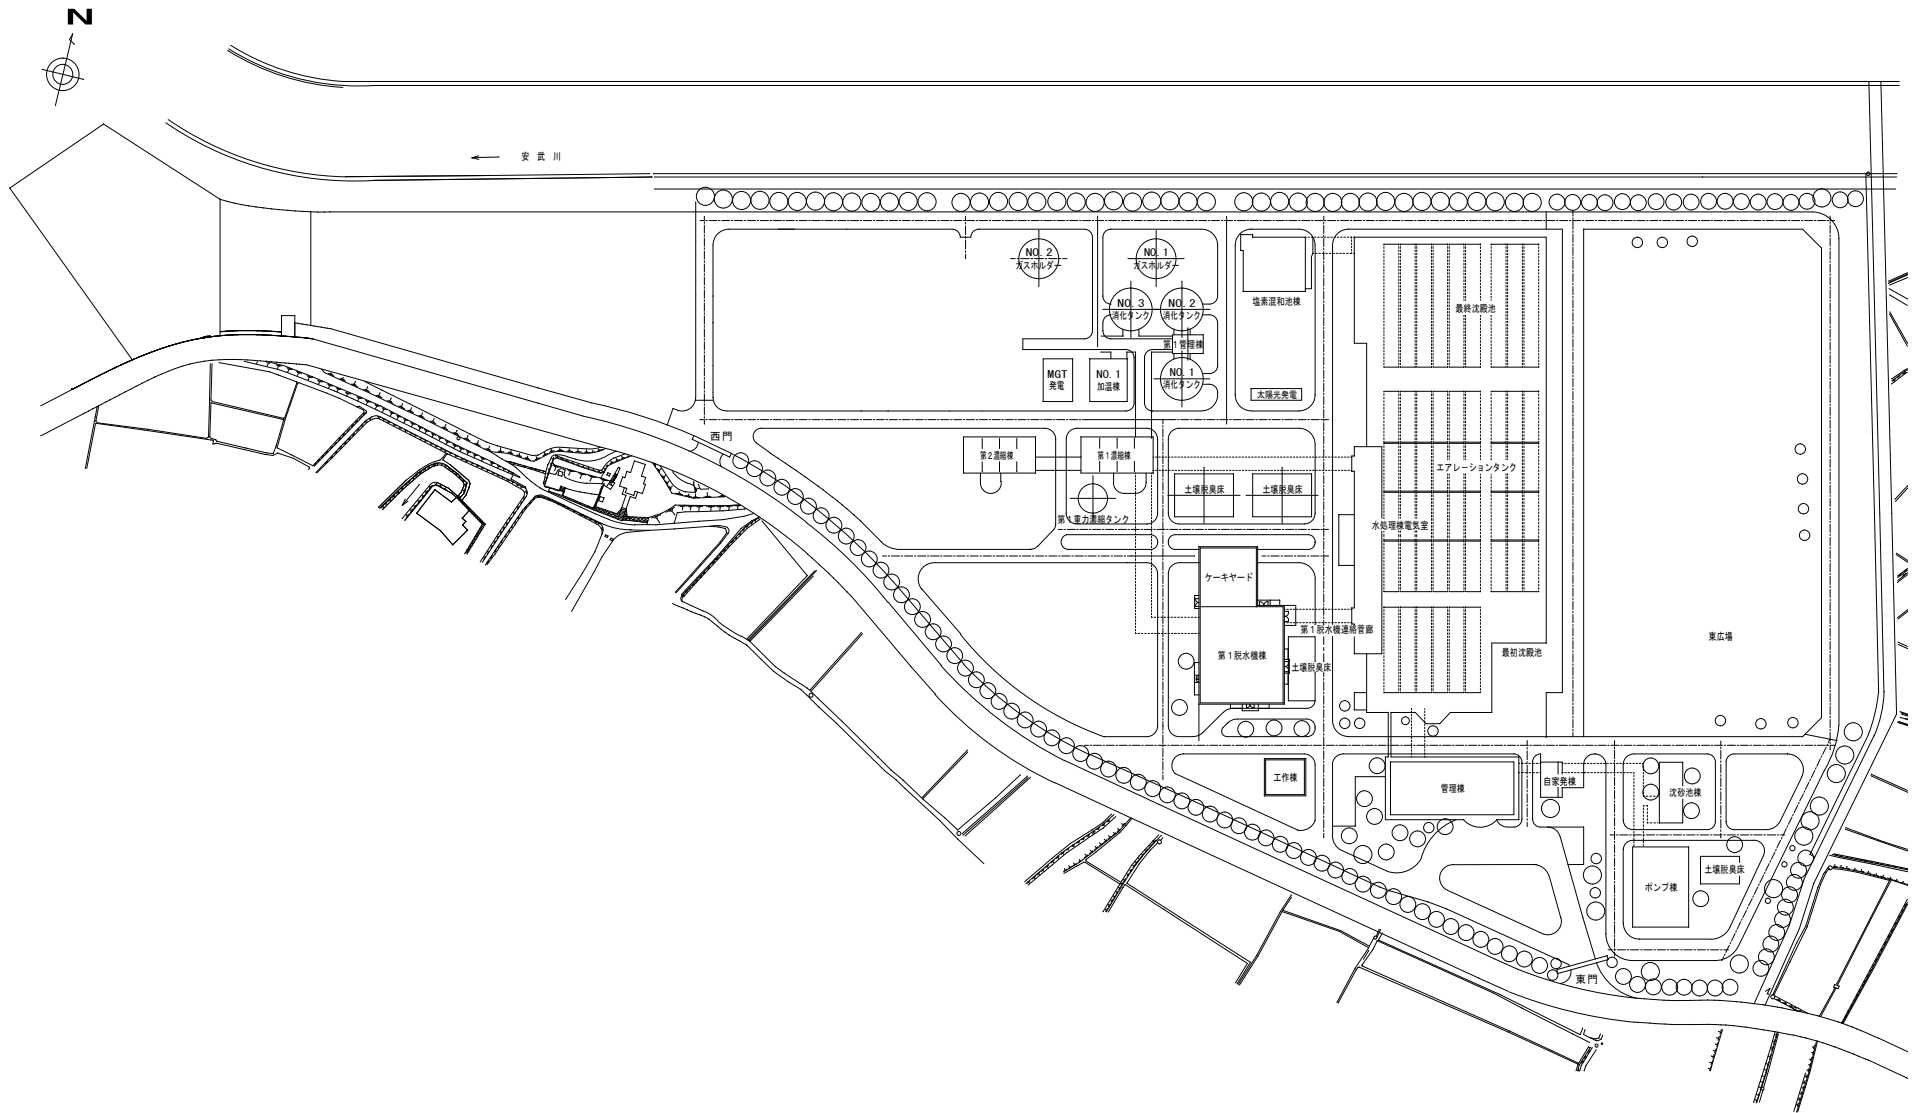 N
安武川
NO.2
ガスホルダー
NO.1
ガスホルダー
NO.3
消化タンク
NO.2
消化タンク
塩素混和池棟
最終沈殿池
第1管理棟
MGT
発電
NO.1
加温棟
NO.1
消化タンク
太陽光発電
西門
第2濃縮棟
第1濃縮棟
エアレーションタンク
土壌脱臭床
土壌脱臭床
第1重力濃縮タンク
水処理棟電気室
ケーキヤード
第1脱水機連絡管廊
東広場
第1脱水機棟
土壌脱臭床
最初沈殿池
工作棟
管理棟
自家発棟
沈砂池棟
ポンプ棟
土壌脱臭床
東門